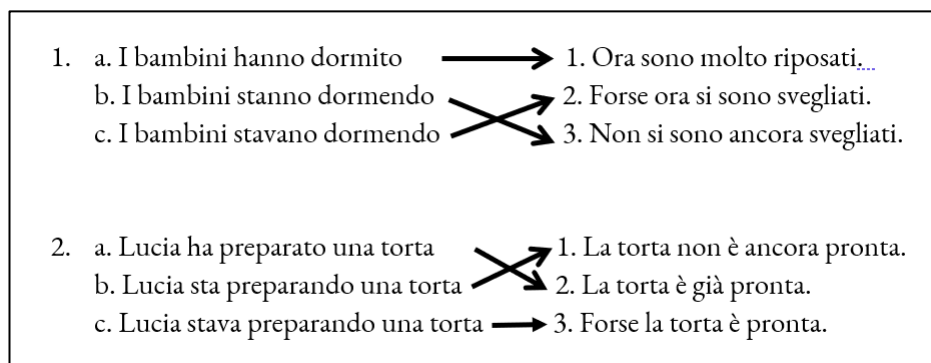 1. a. I bambini hanno dormito 1. Ora sono molto riposati.
b. I bambini stanno dormendo 2. Forse ora si sono svegliati.
c. I bambini stavano dormendo 3. Non si sono ancora svegliati.
2. a. Lucia ha preparato una torta 1. La torta non è ancora pronta.
b. Lucia sta preparando una torta 2. La torta è già pronta.
c. Lucia stava preparando una torta 3. Forse la torta è pronta.